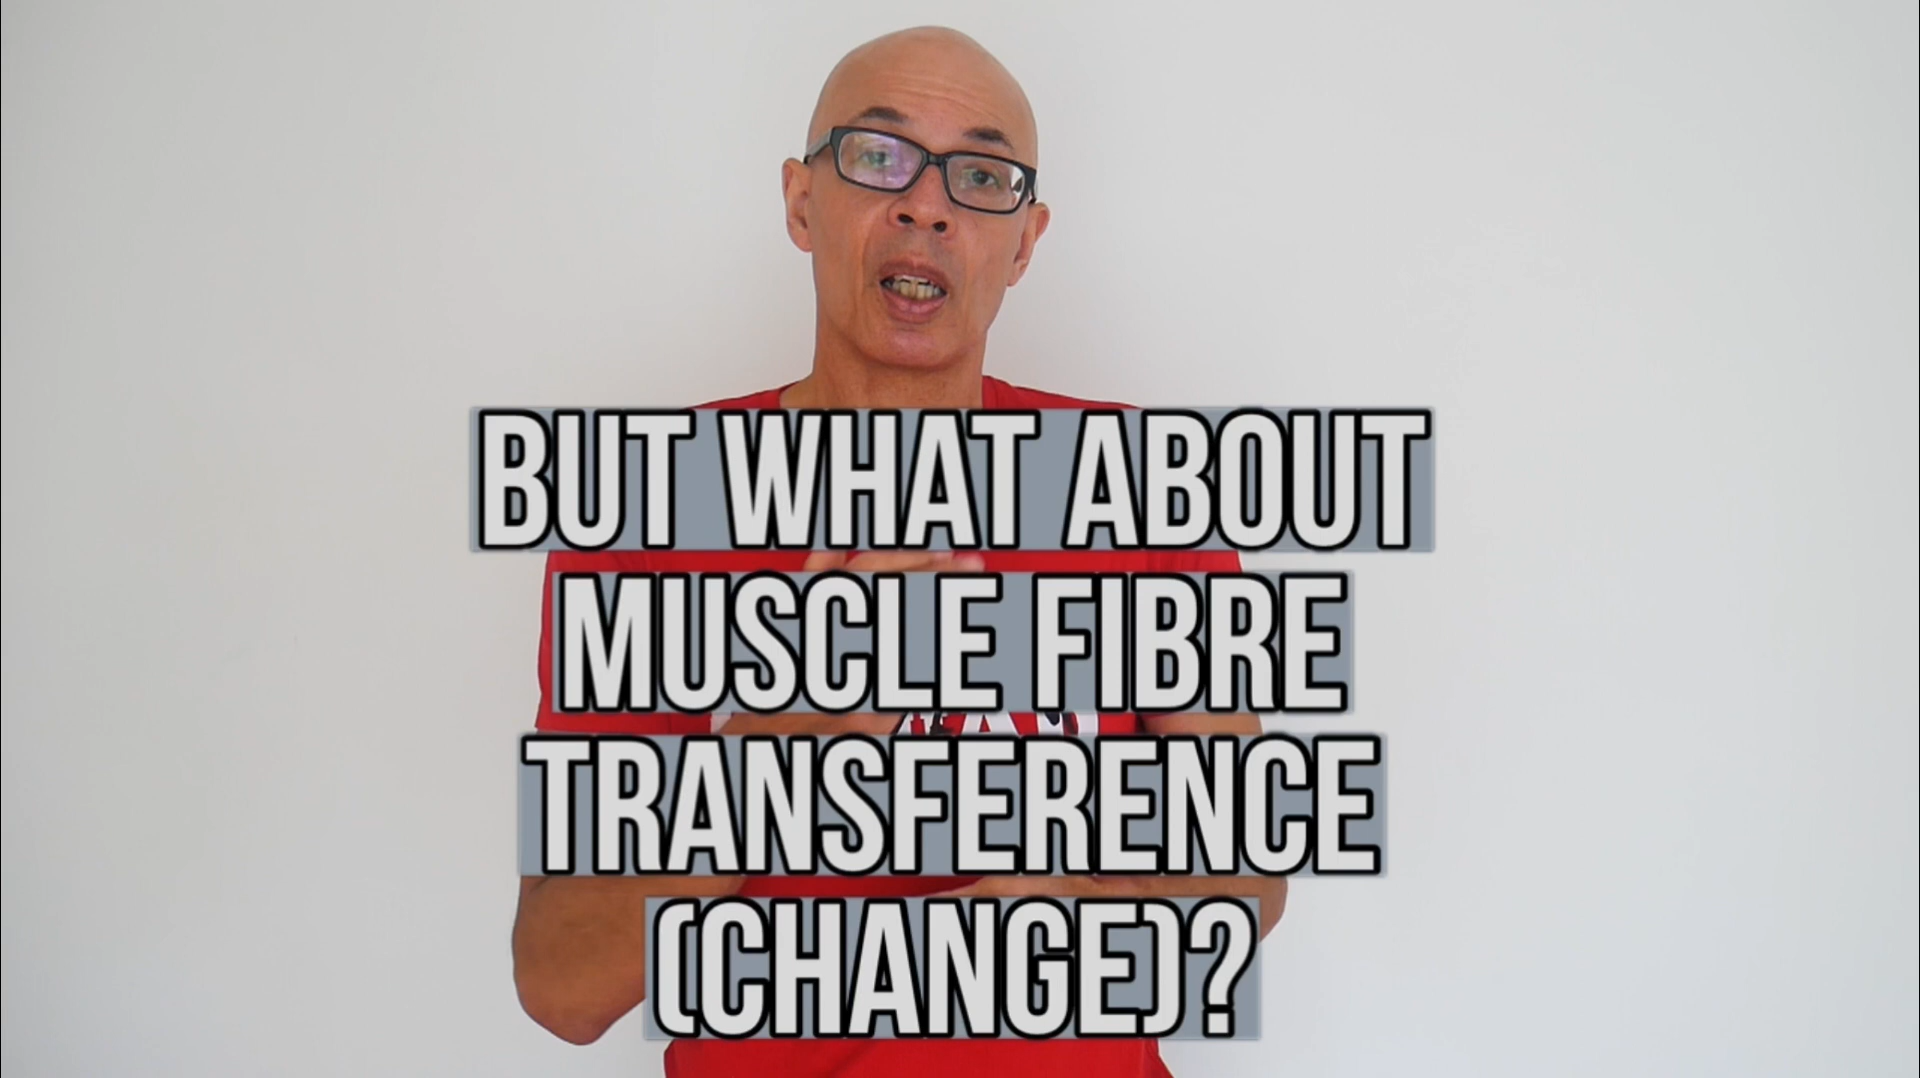 BUT WHAT ABOUT
MUSCLE FIBRE
TRANSFERENCE
(CHANGE)?